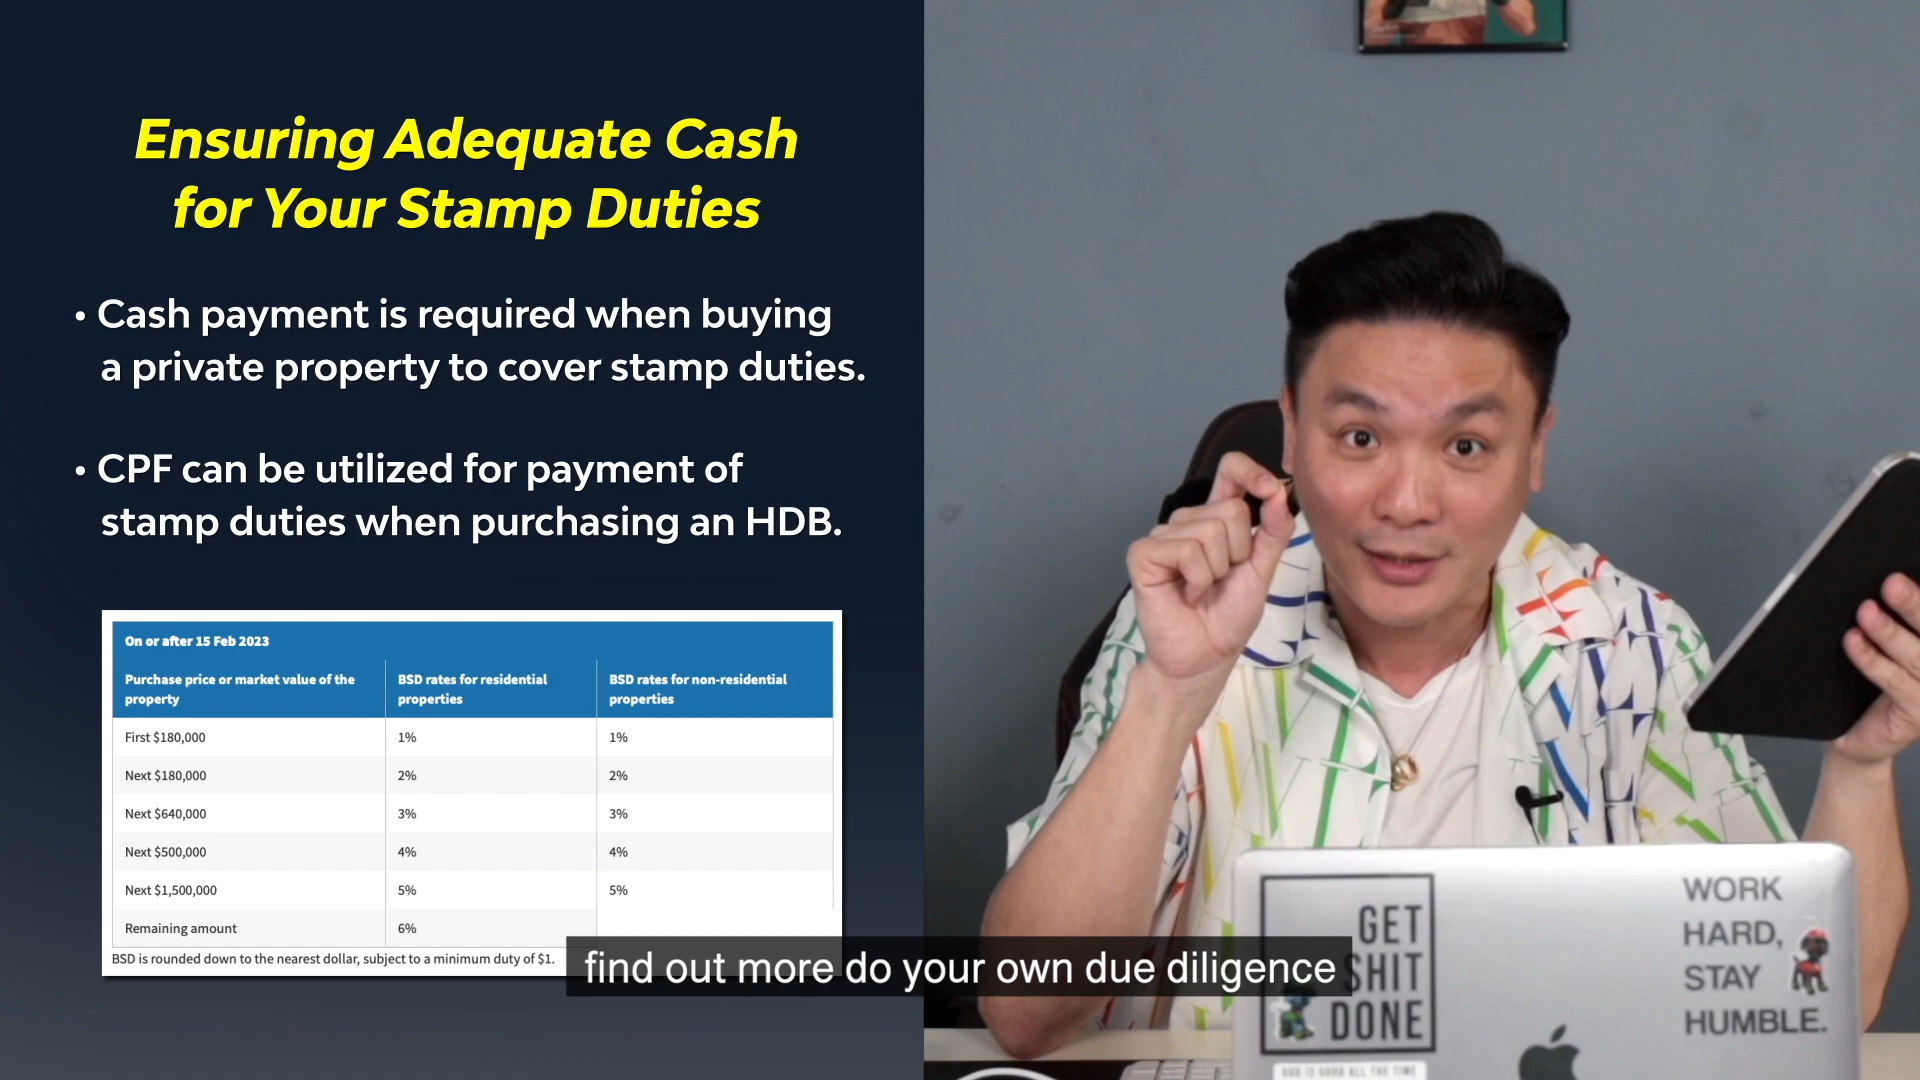 Ensuring Adequate Cash
for Your Stamp Duties
• Cash payment is required when buying
a private property to cover stamp duties.
• CPF can be utilized for payment of
stamp duties when purchasing an HDB.
On or after 15 Feb 2023
Purchase price or market value of the property
BSD rates for residential properties
BSD rates for non-residential properties
First $180,000 1% 1%
Next $180,000 2% 2%
Next $640,000 3% 3%
Next $500,000 4% 4%
Next $1,500,000 5% 5%
Remaining amount 6%
BSD is rounded down to the nearest dollar, subject to a minimum duty of $1.
find out more do your own due diligence
GET
SHIT
DONE
WORK
HARD,
STAY
HUMBLE.
GOD IS GOOD ALL THE TIME